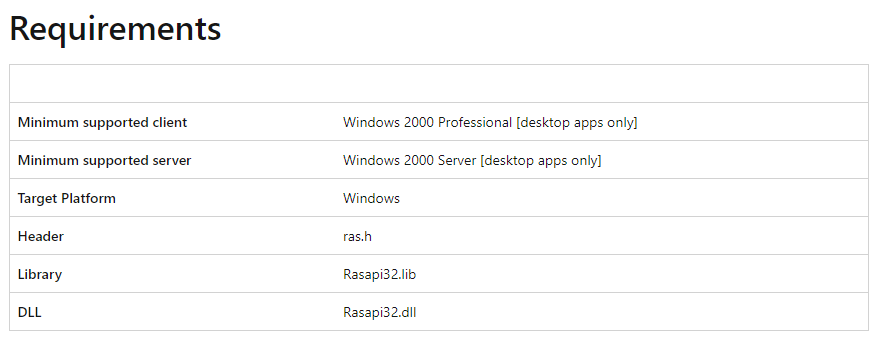 Requirements
Minimum supported client Windows 2000 Professional [desktop apps only]
Minimum supported server Windows 2000 Server [desktop apps only]
Target Platform Windows
Header ras.h
Library Rasapi32.lib
DLL Rasapi32.dll